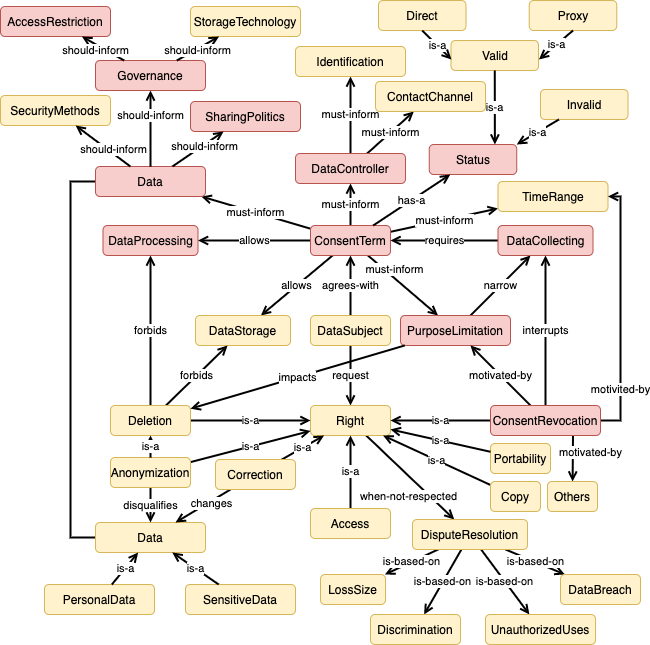 Direct
Proxy
AccessRestriction
StorageTechnology
is-a
is-a
should-inform
should-inform
Identification
Valid
Governance
ContactChannel
SecurityMethods
should-inform
SharingPolitics
must-inform
is-a
Invalid
must-inform
is-a
should-inform
should-inform
Data
DataController
Status
must-inform
has-a
TimeRange
must-inform
must-inform
DataProcessing
allows
ConsentTerm
requires
DataCollecting
must-inform
allows
agrees-with
narrow
forbids
DataStorage
DataSubject
PurposeLimitation
interrupts
forbids
impacts
request
motivated-by
motivited-by
Deletion
is-a
Right
is-a
ConsentRevocation
is-a
is-a
is-a
is-a
motivated-by
Anonymization
Correction
is-a
is-a
Portability
disqualifies
changes
when-not-respected
Copy
Others
Access
Data
DisputeResolution
is-a
is-a
is-based-on
is-based-on
is-based-on
is-based-on
PersonalData
SensitiveData
LossSize
DataBreach
Discrimination
UnauthorizedUses